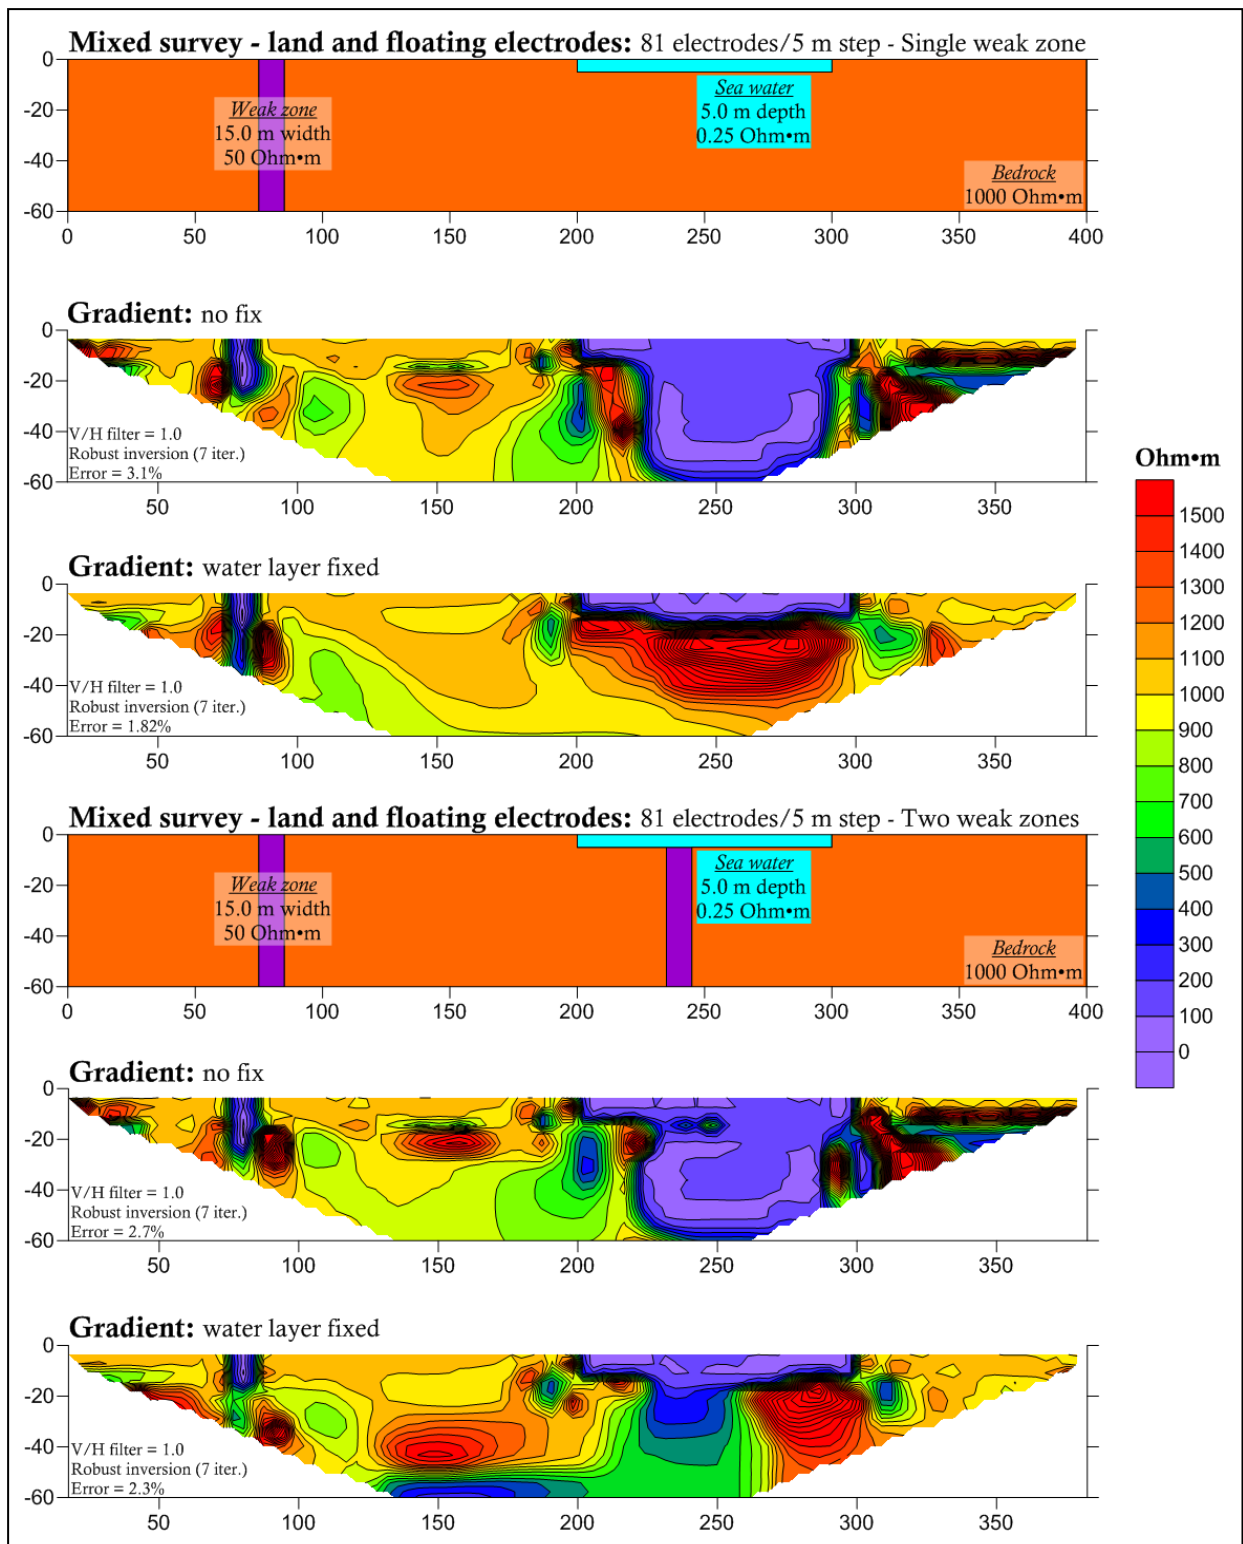 Mixed survey - land and floating electrodes: 81 electrodes/5 m step - Single weak zone
0
-20
-40
-60
Weak zone
15.0 m width
50 Ohm•m
Sea water
5.0 m depth
0.25 Ohm•m
Bedrock
1000 Ohm•m
0 50 100 150 200 250 300 350 400
Gradient: no fix
0
-20
-40
-60
V/H filter = 1.0
Robust inversion (7 iter.)
Error = 3.1%
50 100 150 200 250 300 350
Gradient: water layer fixed
0
-20
-40
-60
V/H filter = 1.0
Robust inversion (7 iter.)
Error = 1.82%
50 100 150 200 250 300 350
Mixed survey - land and floating electrodes: 81 electrodes/5 m step - Two weak zones
0
-20
-40
-60
Weak zone
15.0 m width
50 Ohm•m
Sea water
5.0 m depth
0.25 Ohm•m
Bedrock
1000 Ohm•m
0 50 100 150 200 250 300 350 400
Gradient: no fix
0
-20
-40
-60
V/H filter = 1.0
Robust inversion (7 iter.)
Error = 2.7%
50 100 150 200 250 300 350
Gradient: water layer fixed
0
-20
-40
-60
V/H filter = 1.0
Robust inversion (7 iter.)
Error = 2.3%
50 100 150 200 250 300 350
Ohm•m
1500
1400
1300
1200
1100
1000
900
800
700
600
500
400
300
200
100
0